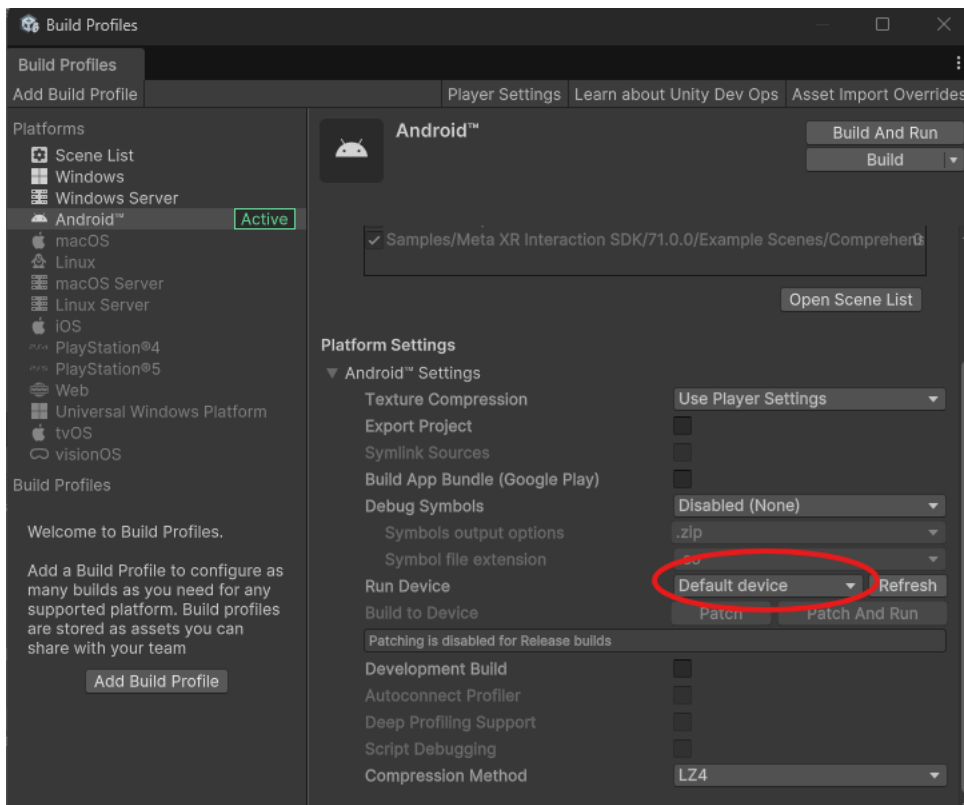 Build Profiles
Build Profiles
Add Build Profile
Player Settings
Learn about Unity Dev Ops
Asset Import Overrides
Platforms
Scene List
Windows
Windows Server
Android™
Active
macOS
Linux
macOS Server
Linux Server
iOS
PlayStation®4
PlayStation®5
Web
Universal Windows Platform
tvOS
visionOS
Build Profiles
Welcome to Build Profiles.
Add a Build Profile to configure as
many builds as you need for any
supported platform. Build profiles
are stored as assets you can
share with your team
Add Build Profile
Android™
Build And Run
Build
Samples/Meta XR Interaction SDK/71.0.0/Example Scenes/Comprehens
Open Scene List
Platform Settings
Android™ Settings
Texture Compression
Use Player Settings
Export Project
Symlink Sources
Build App Bundle (Google Play)
Debug Symbols
Disabled (None)
Symbols output options
.zip
Symbol file extension
.so
Run Device
Default device
Refresh
Build to Device
Patch
Patch And Run
Patching is disabled for Release builds
Development Build
Autoconnect Profiler
Deep Profiling Support
Script Debugging
Compression Method
LZ4